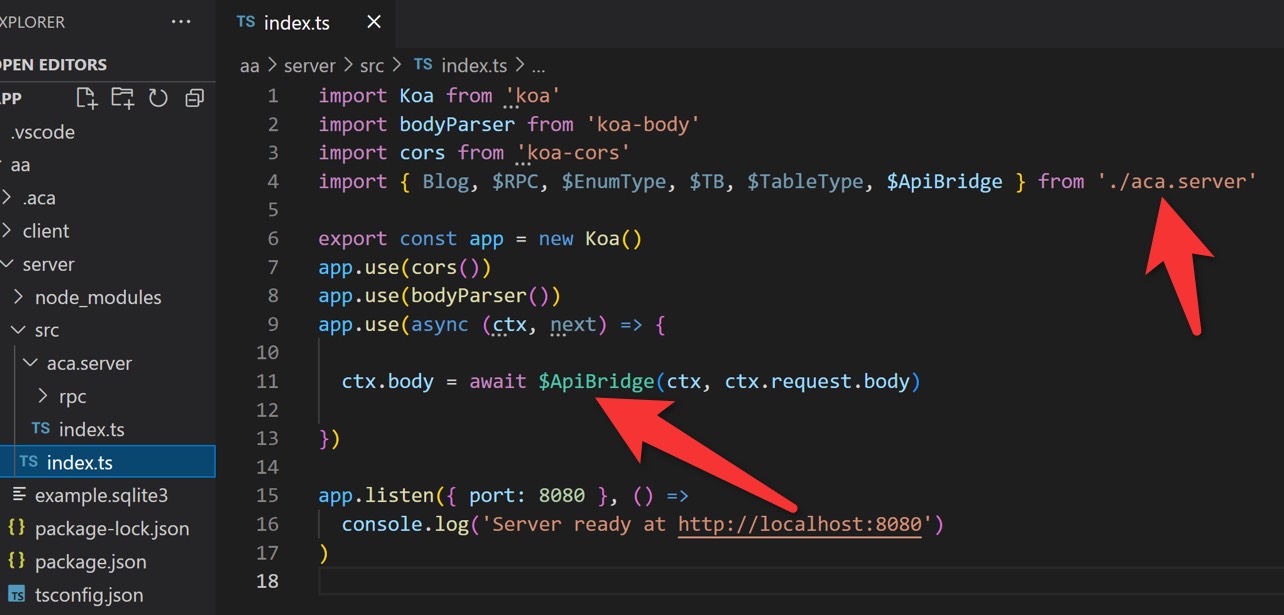 XPLORER
···
TS index.ts
PEN EDITORS
aa > server > src > TS index.ts > ...
PP
.vscode
aa
.aca
client
server
node_modules
src
aca.server
rpc
TS index.ts
TS index.ts
example.sqlite3
{} package-lock.json
{} package.json
TS tsconfig.json
1 import Koa from 'koa'
2 import bodyParser from 'koa-body'
3 import cors from 'koa-cors'
4 import { Blog, $RPC, $EnumType, $TB, $TableType, $ApiBridge } from './aca.server'
5
6 export const app = new Koa()
7 app.use(cors())
8 app.use(bodyParser())
9 app.use(async (ctx, next) => {
10
11 ctx.body = await $ApiBridge(ctx, ctx.request.body)
12
13 })
14
15 app.listen({ port: 8080 }, () =>
16 console.log('Server ready at http://localhost:8080')
17 )
18